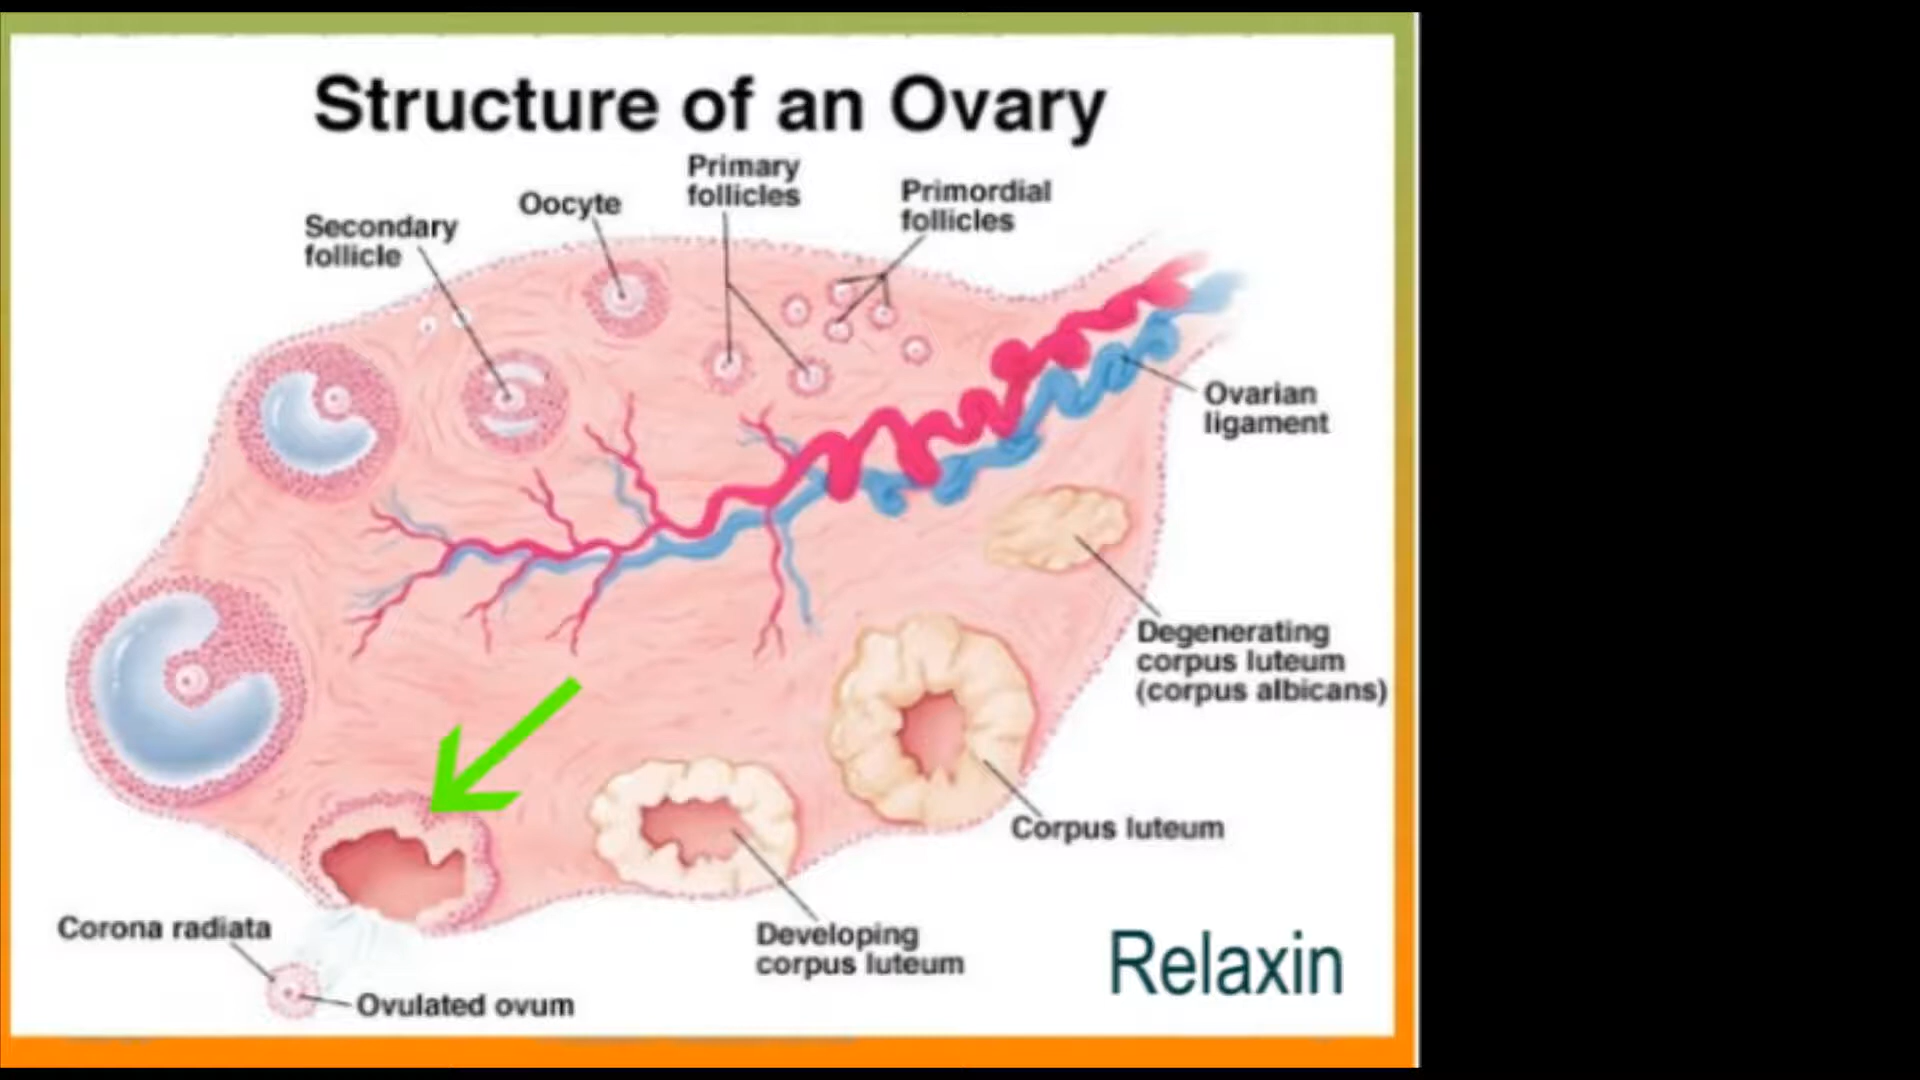 Structure of an Ovary
Primary
follicles
Primordial
follicles
Oocyte
Secondary
follicle
Ovarian
ligament
Degenerating
corpus luteum
(corpus albicans)
Corpus luteum
Developing
corpus luteum
Corona radiata
Ovulated ovum
Relaxin